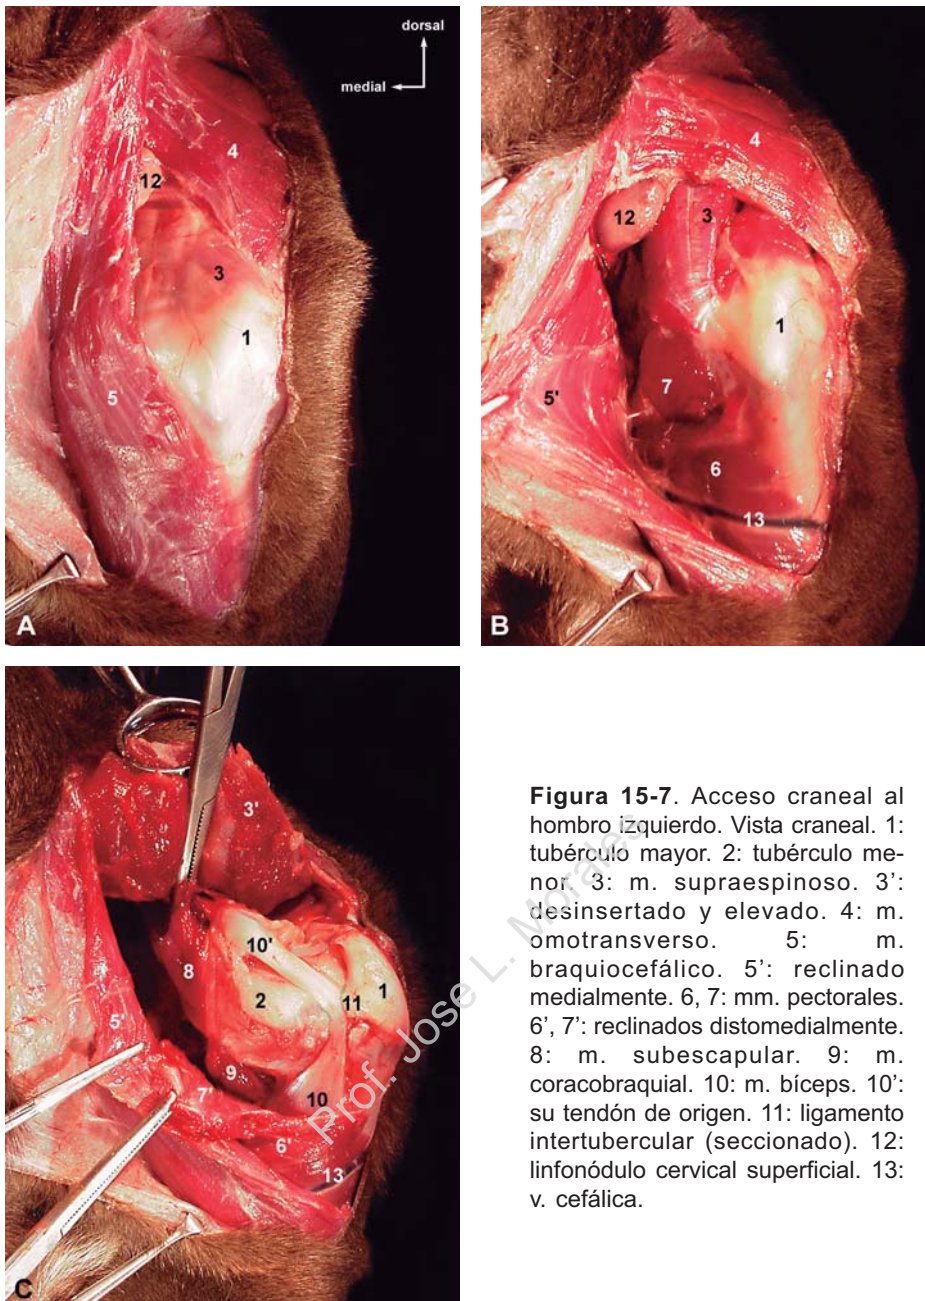 dorsal
medial
4
12
3
1
5
A
4
12
3
1
7
5'
6
13
B
3'
10'
8
2
11
1
5'
9
10
7'
6'
13
C
Figura 15-7. Acceso craneal al
hombro izquierdo. Vista craneal. 1:
tubérculo mayor. 2: tubérculo me-
nor. 3: m. supraespinoso. 3’:
desinsertado y elevado. 4: m.
omotransverso. 5: m.
braquiocefálico. 5’: reclinado
medialmente. 6, 7: mm. pectorales.
6’, 7’: reclinados distomedialmente.
8: m. subescapular. 9: m.
coracobraquial. 10: m. bíceps. 10’:
su tendón de origen. 11: ligamento
intertubercular (seccionado). 12:
linfonódulo cervical superficial. 13:
v. cefálica.
Prof. Jose L. Morales